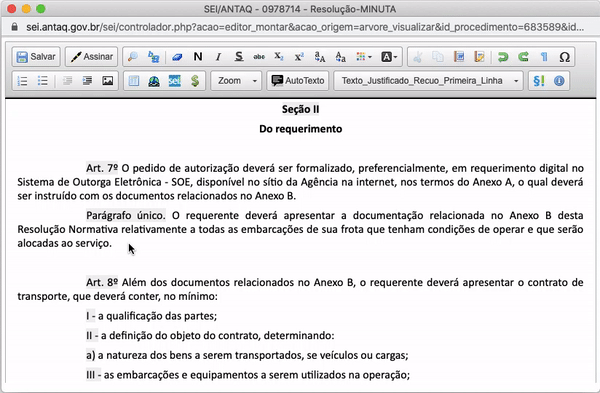 SEI/ANTAQ - 0978714 - Resolução-MINUTA
sei.antaq.gov.br/sei/controlador.php?acao=editor_montar&acao_origem=arvore_visualizar&id_procedimento=683589&id...
Salvar Assinar N I S abc
Zoom AutoTexto Texto_Justificado_Recuo_Primeira_Linha
Seção II
Do requerimento
Art. 7º O pedido de autorização deverá ser formalizado, preferencialmente, em requerimento digital no
Sistema de Outorga Eletrônica - SOE, disponível no sítio da Agência na internet, nos termos do Anexo A, o qual deverá
ser instruído com os documentos relacionados no Anexo B.
Parágrafo único. O requerente deverá apresentar a documentação relacionada no Anexo B desta
Resolução Normativa relativamente a todas as embarcações de sua frota que tenham condições de operar e que serão
alocadas ao serviço.
Art. 8º Além dos documentos relacionados no Anexo B, o requerente deverá apresentar o contrato de
transporte, que deverá conter, no mínimo:
I - a qualificação das partes;
II - a definição do objeto do contrato, determinando:
a) a natureza dos bens a serem transportados, se veículos ou cargas;
III - as embarcações e equipamentos a serem utilizados na operação;